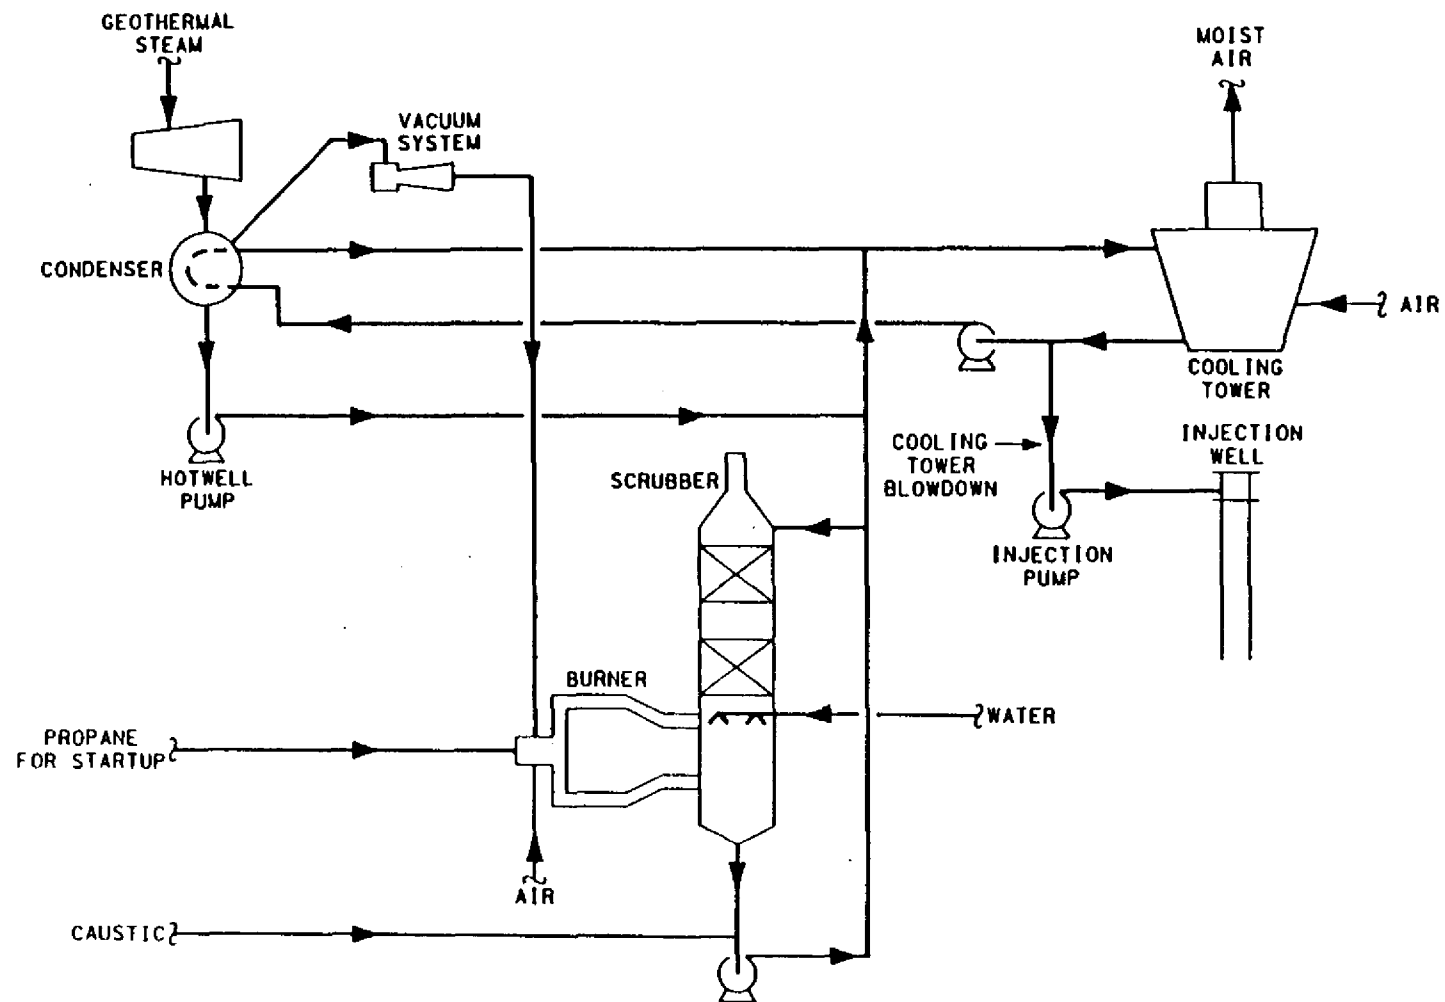 GEOTHERMAL
STEAM
MOIST
AIR
VACUUM
SYSTEM
CONDENSER
AIR
COOLING
TOWER
HOTWELL
PUMP
COOLING
TOWER
BLOWDOWN
INJECTION
WELL
SCRUBBER
INJECTION
PUMP
BURNER
WATER
PROPANE
FOR STARTUP
AIR
CAUSTIC